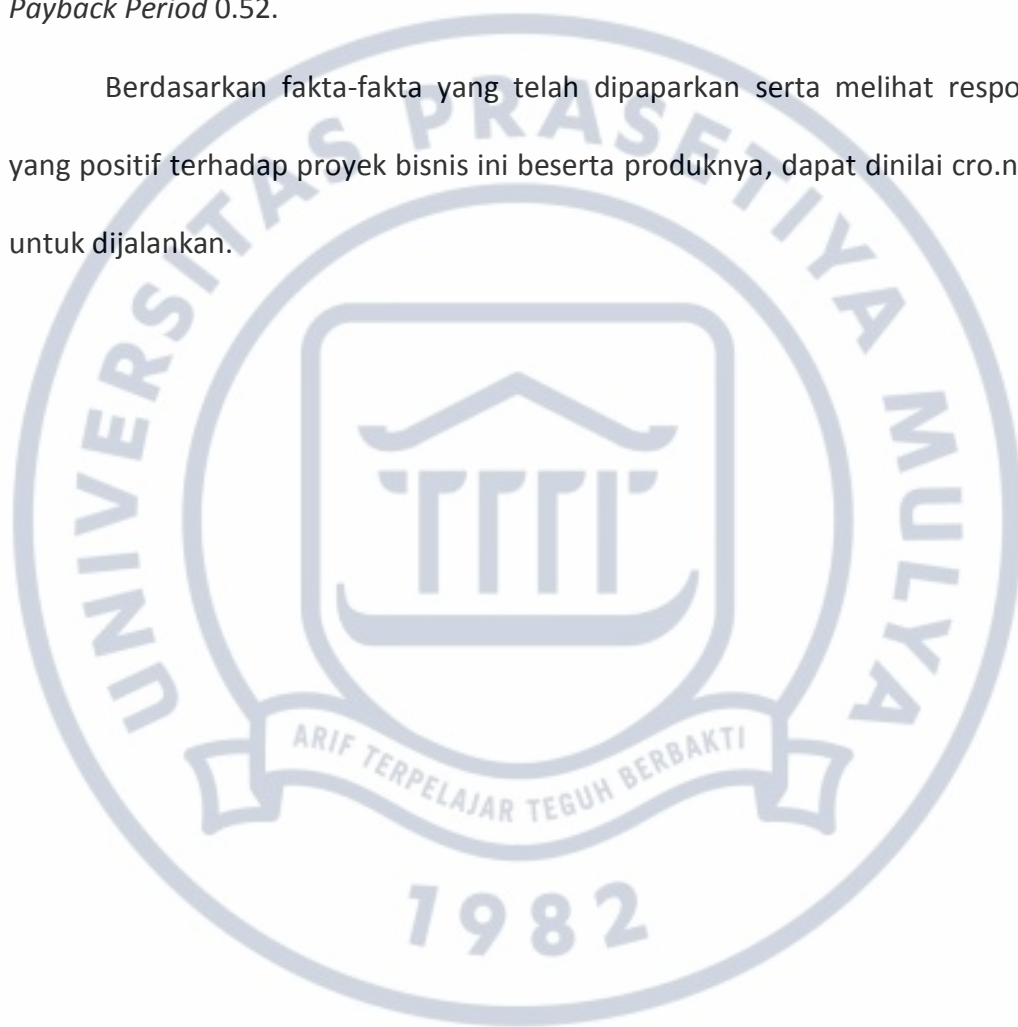 Payback Period 0.52.
Berdasarkan fakta-fakta yang telah dipaparkan serta melihat respo
yang positif terhadap proyek bisnis ini beserta produknya, dapat dinilai cro.n
untuk dijalankan.
UNIVERSITAS PRASETIYA MULYA
ARIF TERPELAJAR TEGUH BERBAKTI
1982